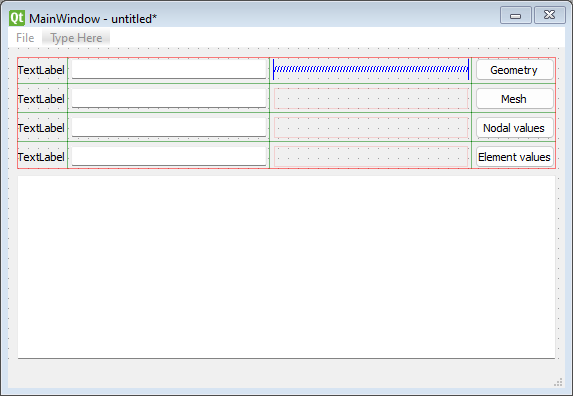 Qt MainWindow - untitled*
File Type Here
TextLabel Geometry
TextLabel Mesh
TextLabel Nodal values
TextLabel Element values